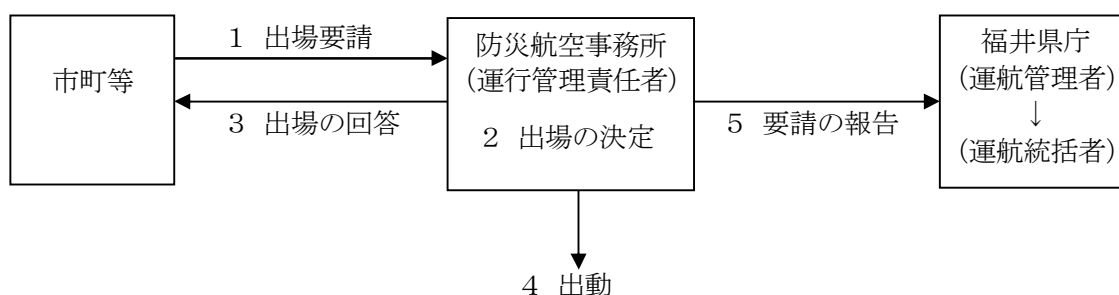 1 出場要請
市町等
3 出場の回答
防災航空事務所
(運行管理責任者)
2 出場の決定
5 要請の報告
福井県庁
(運航管理者)
↓
(運航統括者)
4 出動